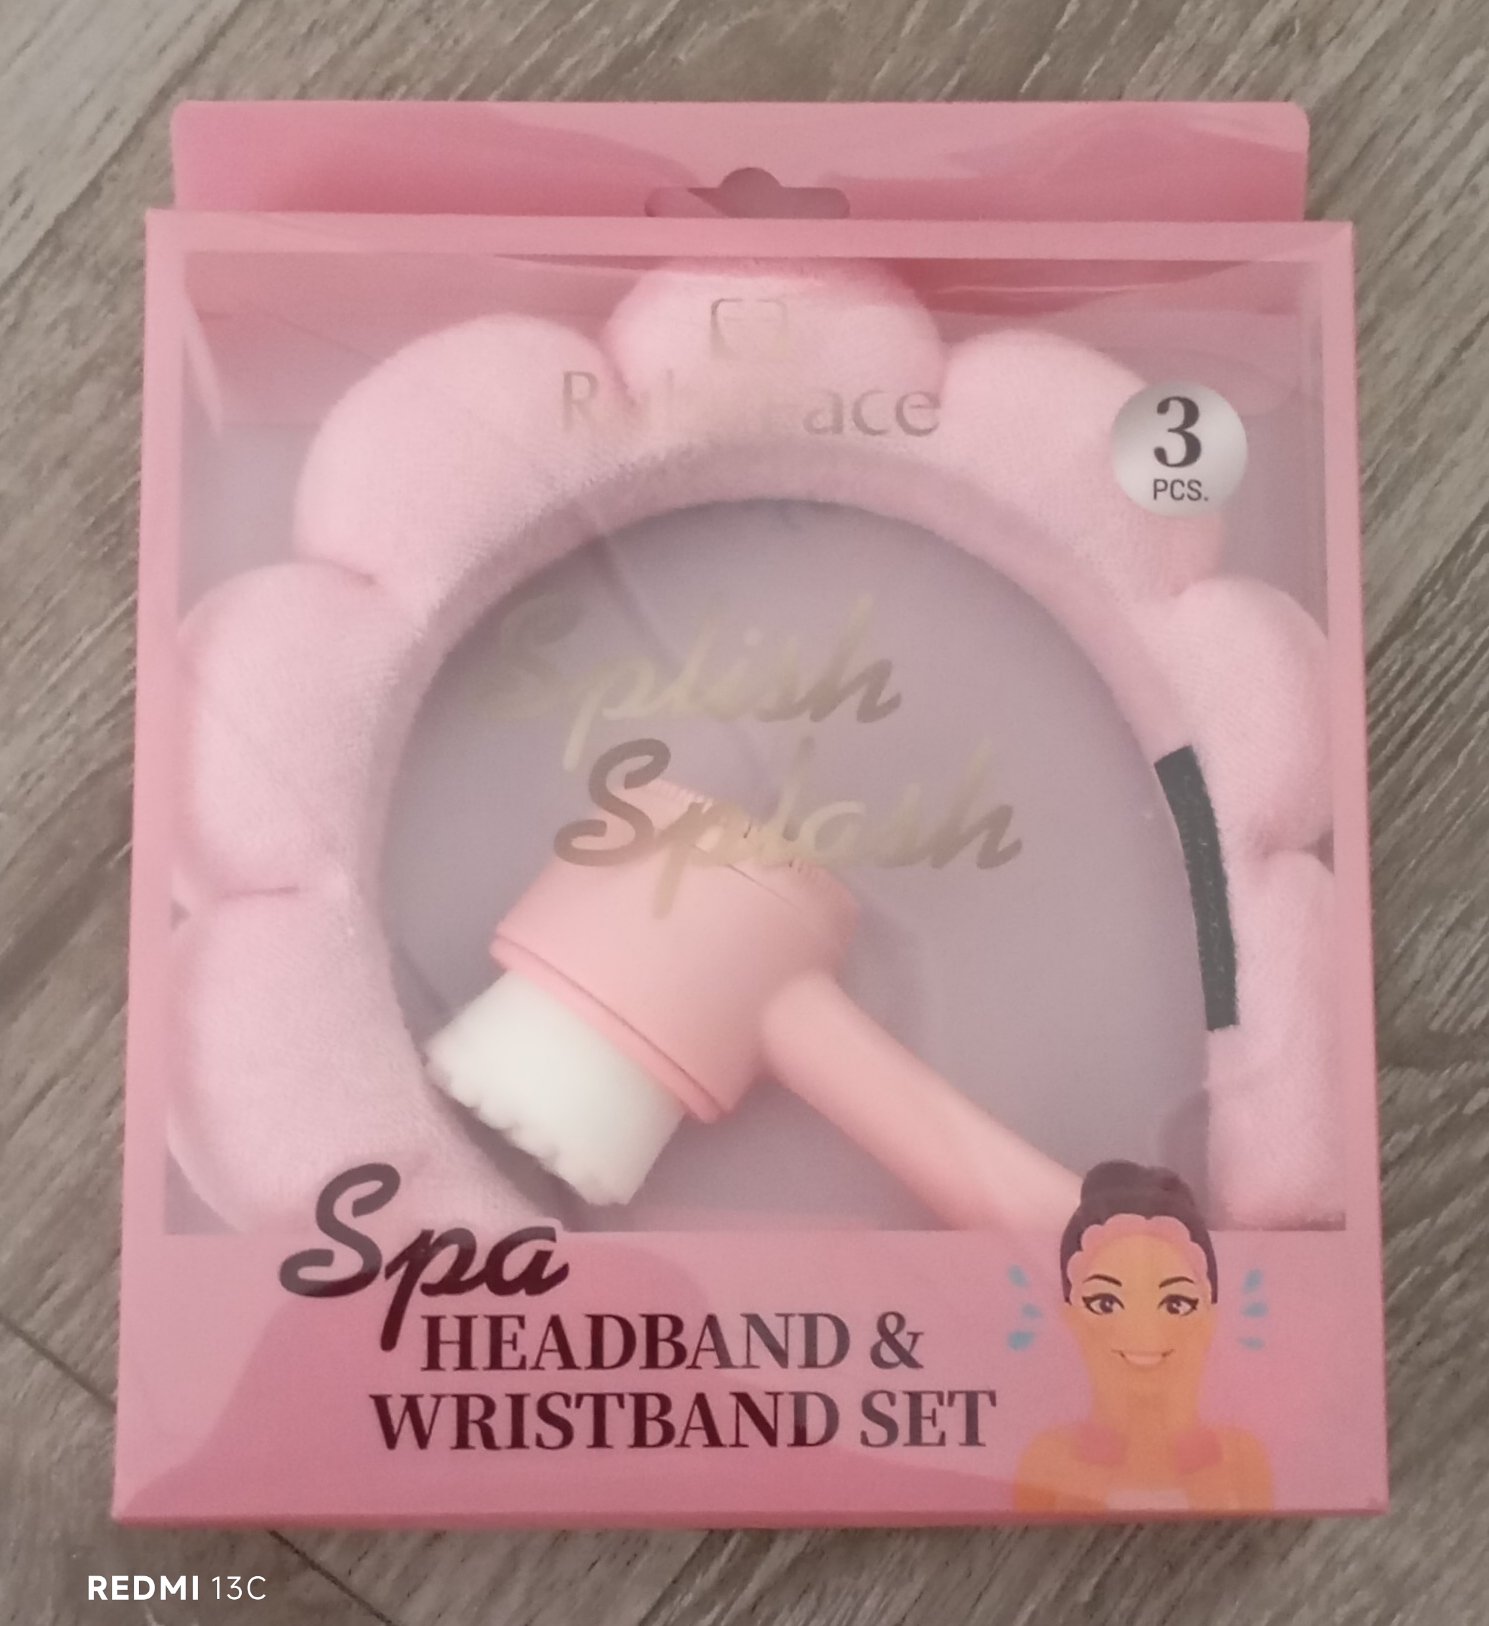 3
PCS.
Splish
Splash
Spa
HEADBAND &
WRISTBAND SET
REDMI 13C